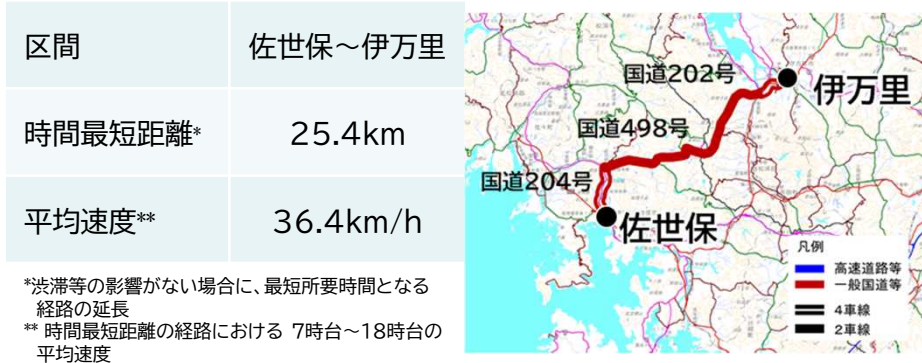 区間 佐世保～伊万里
時間最短距離* 25.4km
平均速度** 36.4km/h
*渋滞等の影響がない場合に、最短所要時間となる
経路の延長
** 時間最短距離の経路における 7時台～18時台の
平均速度
国道202号
伊万里
国道498号
国道204号
佐世保
凡例
高速道路等
一般国道等
4車線
2車線